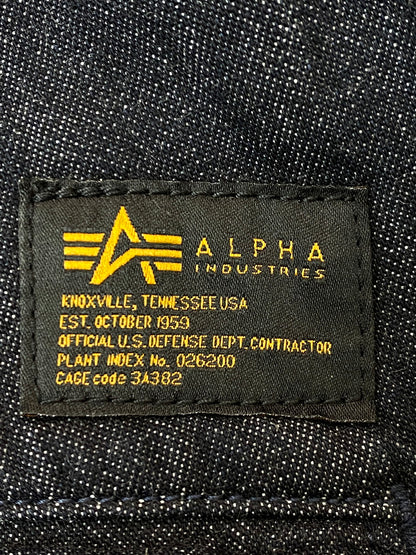 ALPHA
INDUSTRIES
KNOXVILLE, TENNESSEE USA
EST. OCTOBER 1959
OFFICIAL U.S. DEFENSE DEPT. CONTRACTOR
PLANT INDEX No. 026200
CAGE code 3A382